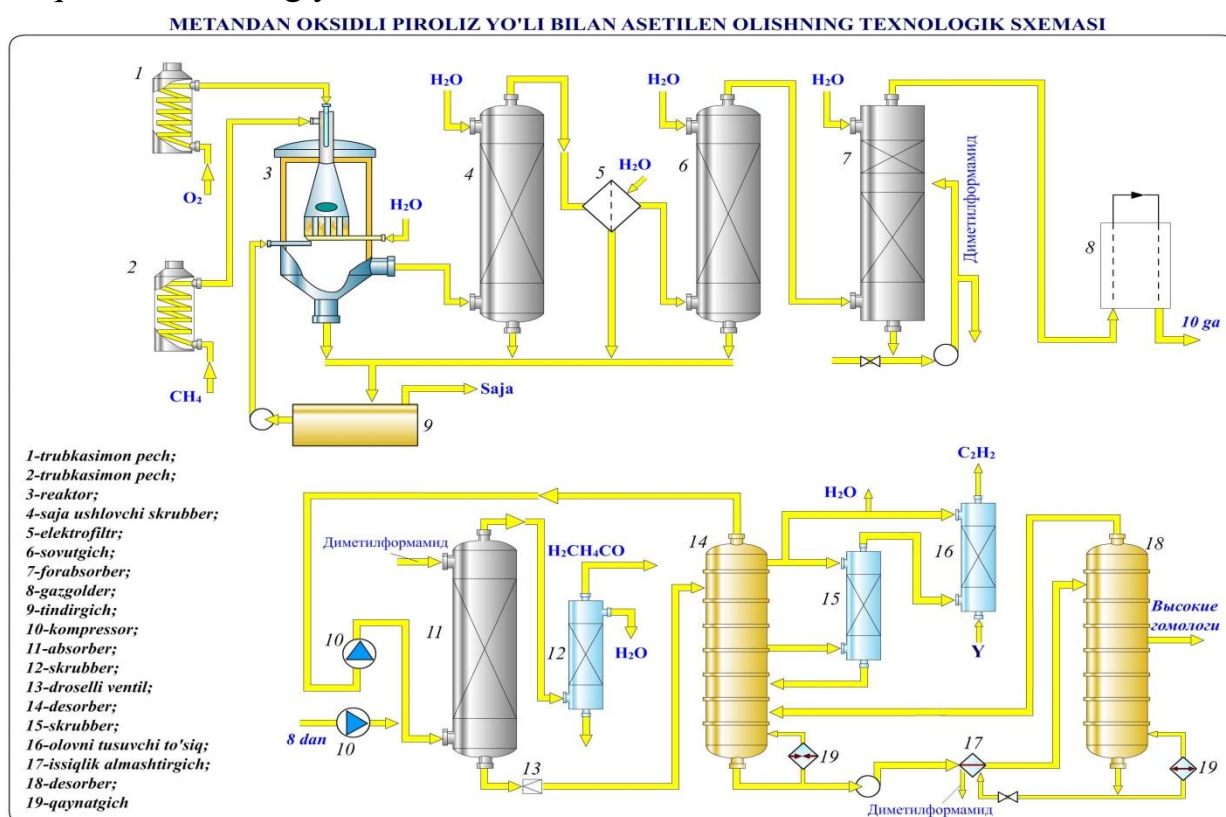 METANDAN OKSIDLI PIROLIZ YO'LI BILAN ASETILEN OLISHNING TEXNOLOGIK SXEMASI
1
H₂O
H₂O
H₂O
4
6
7
3
5
H₂O
O₂
H₂O
Диметилформамид
8
2
10 ga
CH₄
Saja
9
1-trubkasimon pech;
2-trubkasimon pech;
3-reaktor;
4-saja ushlovchi skrubber;
5-elektrofiltr;
6-sovutgich;
7-forabsorber;
8-gazgolder;
9-tindirgich;
10-kompressor;
11-absorber;
12-skrubber;
13-droselli ventil;
14-desorber;
15-skrubber;
16-olovni tusuvchi to'siq;
17-issiqlik almashtirgich;
18-desorber;
19-qaynatgich
C₂H₂
H₂O
Диметилформамид
14
16
18
H₂CH₄CO
15
Высокие
гомологи
10
11
12
H₂O
Y
8 dan
10
13
19
17
19
Диметилформамид